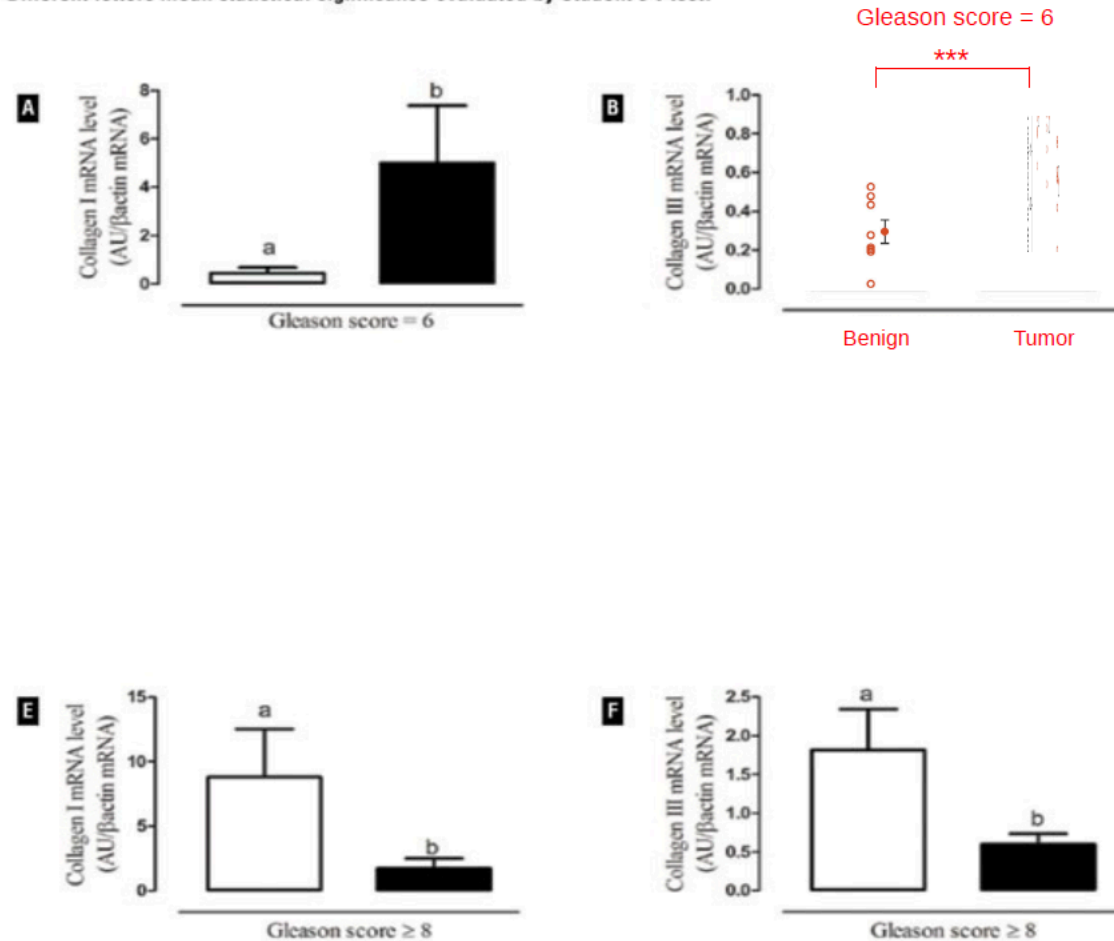 Gleason score = 6
***
A
Collagen I mRNA level
(AU/βactin mRNA)
8
6
4
2
0
a
b
Gleason score = 6
B
Collagen III mRNA level
(AU/βactin mRNA)
1.0
0.8
0.6
0.4
0.2
0.0
Benign
Tumor
E
Collagen I mRNA level
(AU/βactin mRNA)
15
10
5
0
a
b
Gleason score ≥ 8
F
Collagen III mRNA level
(AU/βactin mRNA)
2.5
2.0
1.5
1.0
0.5
0.0
a
b
Gleason score ≥ 8